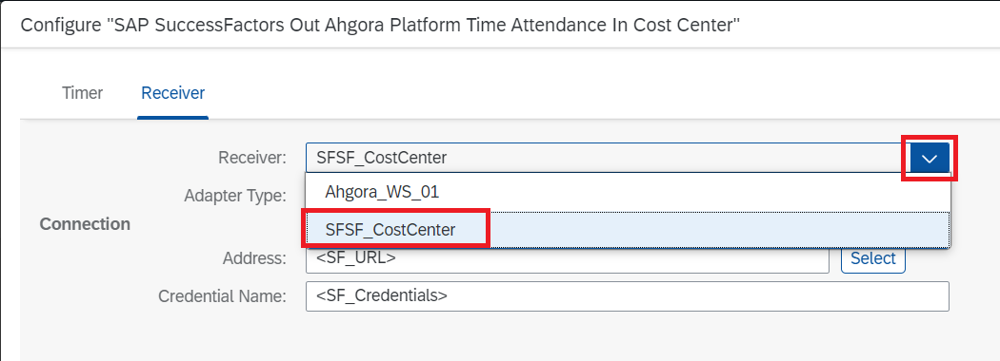 Configure "SAP SuccessFactors Out Ahgora Platform Time Attendance In Cost Center"
Timer Receiver
Receiver: SFSF_CostCenter
Ahgora_WS_01
Adapter Type:
SFSF_CostCenter
Connection
Address: <SF_URL> Select
Credential Name: <SF_Credentials>